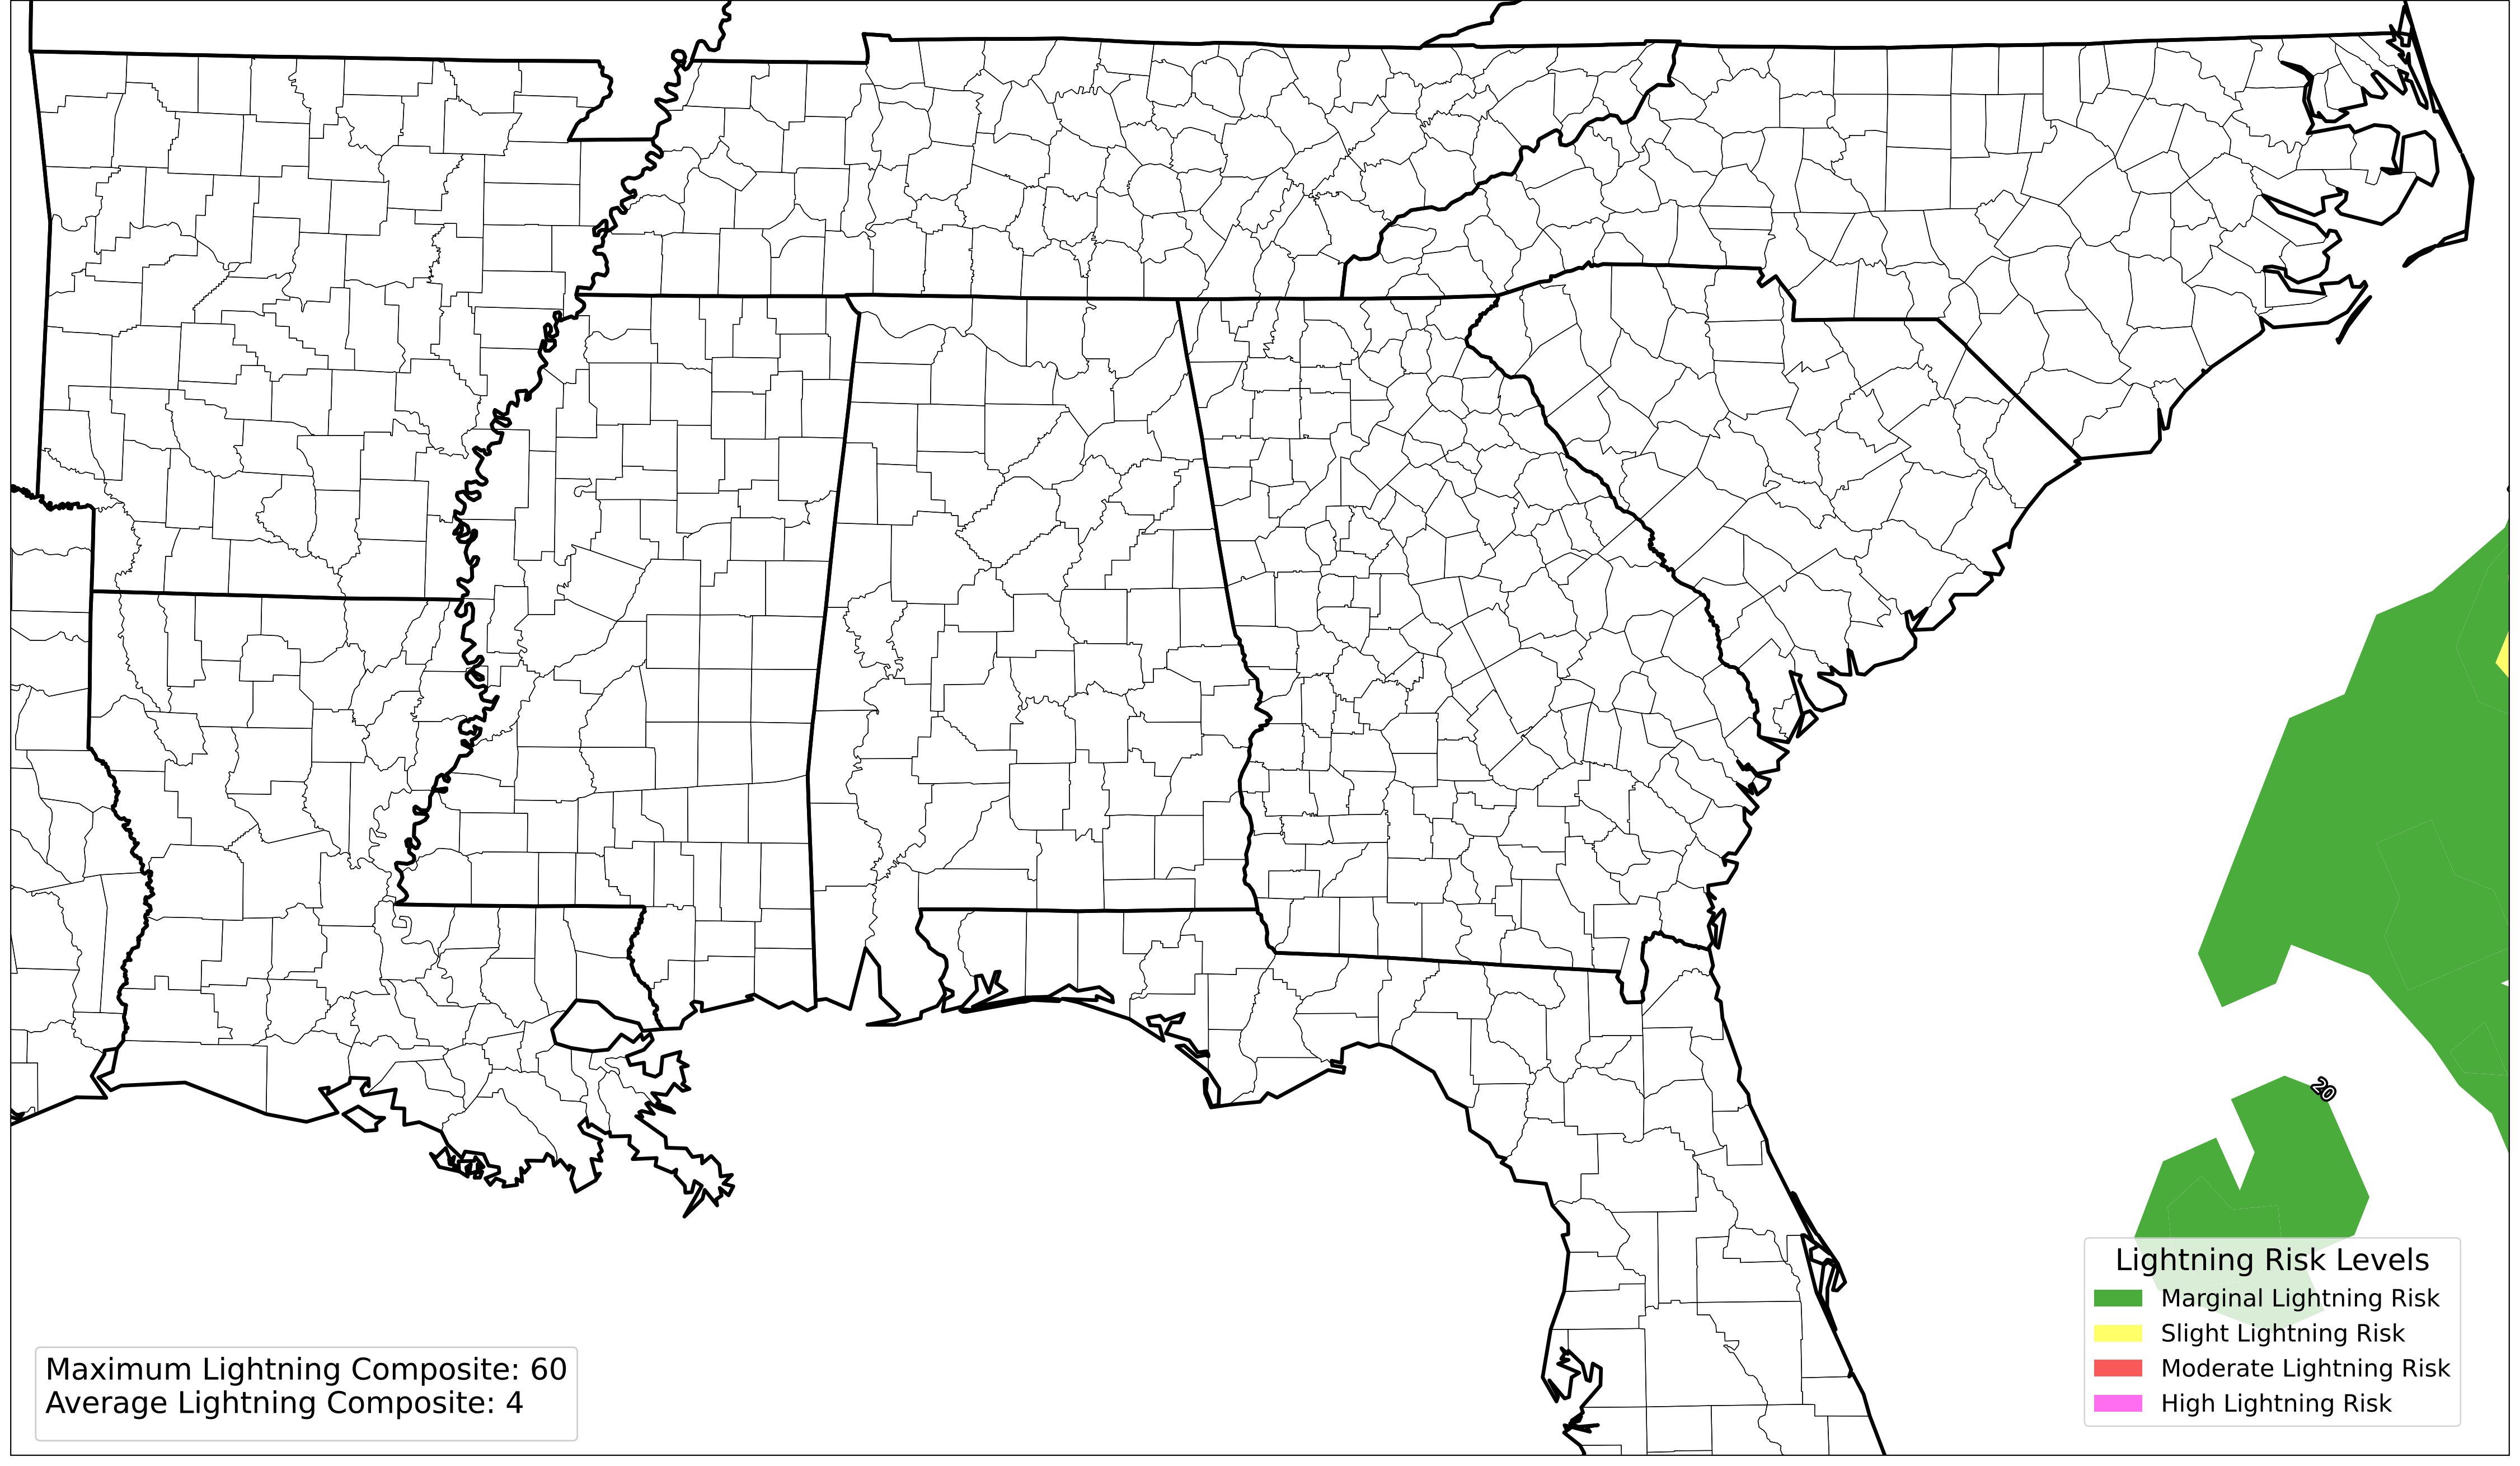 20
Lightning Risk Levels
Marginal Lightning Risk
Slight Lightning Risk
Moderate Lightning Risk
High Lightning Risk
Maximum Lightning Composite: 60
Average Lightning Composite: 4